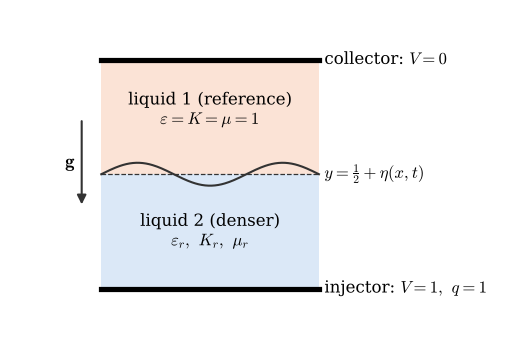 collector: V = 0
liquid 1 (reference)
ε = K = μ = 1
g
y = 1/2 + η(x, t)
liquid 2 (denser)
εᵣ, Kᵣ, μᵣ
injector: V = 1, q = 1